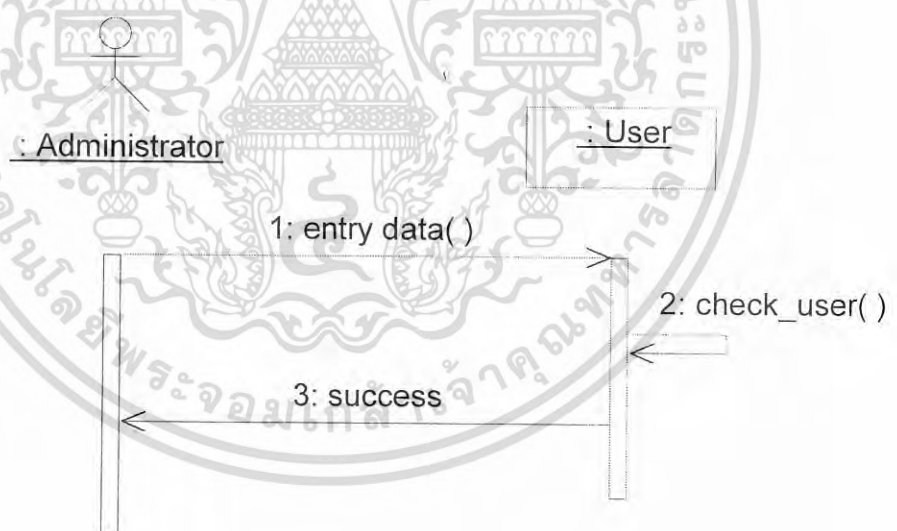 : Administrator
: User
1: entry data( )
2: check_user( )
3: success